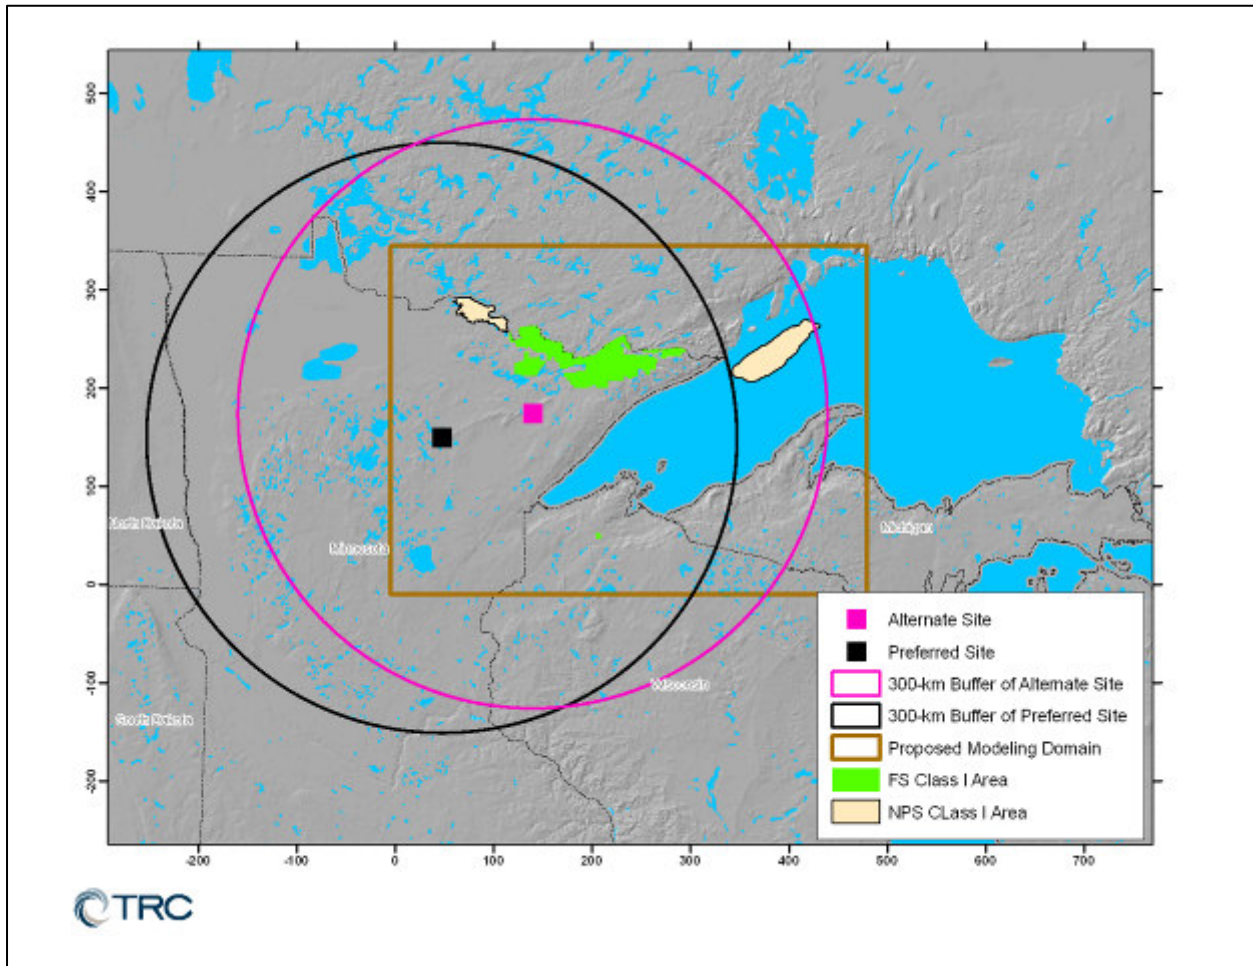 500
400
300
200
100
0
-100
-200
North Dakota
Minnesota
Michigan
Wisconsin
South Dakota
Alternate Site
Preferred Site
300-km Buffer of Alternate Site
300-km Buffer of Preferred Site
Proposed Modeling Domain
FS Class I Area
NPS CLass I Area
-200 -100 0 100 200 300 400 500 600 700
TRC